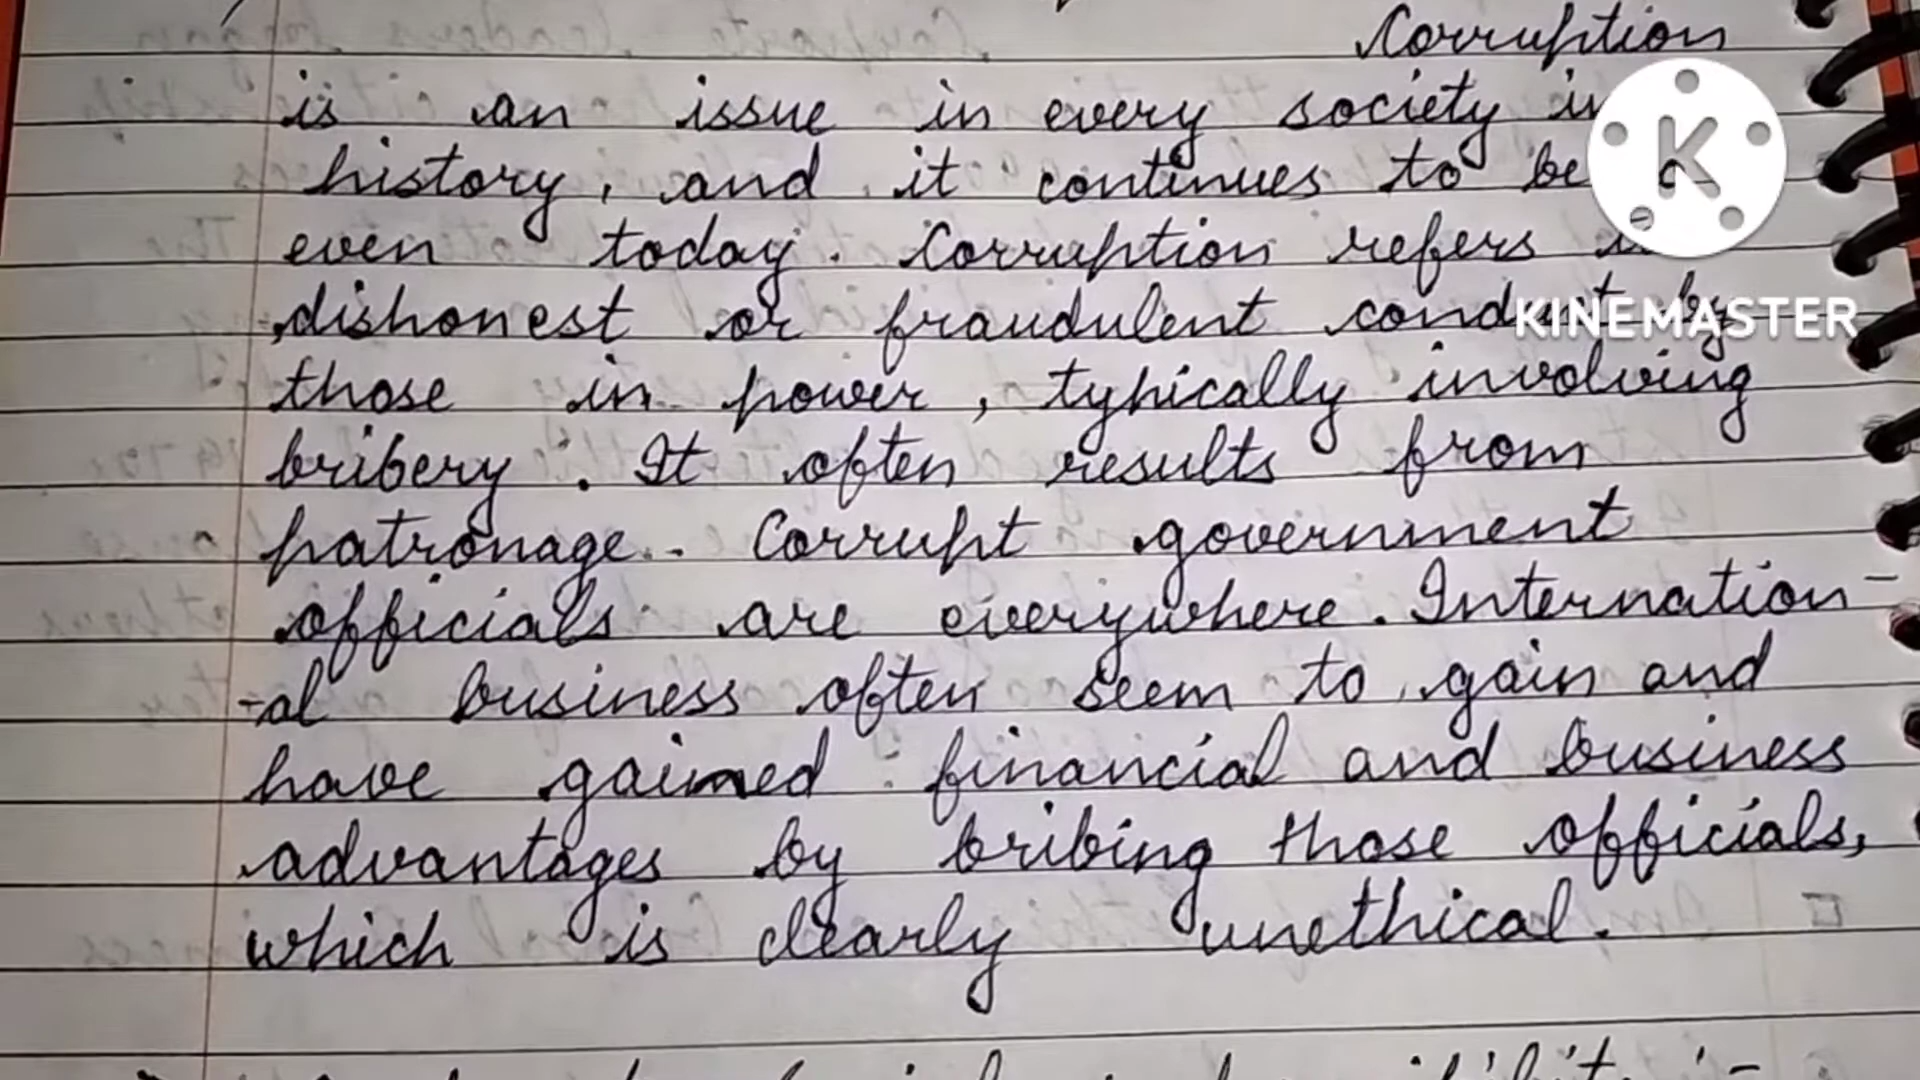 Corruption
is an issue in every society in
history, and it continues to be
even today. Corruption refers
dishonest or fraudulent conduct by
those in power, typically involving
bribery. It often results from
patronage. Corrupt government
officials are everywhere. Internation-
-al business often seem to gain and
have gained financial and business
advantages by bribing those officials,
which is clearly unethical.
K
KINEMASTER